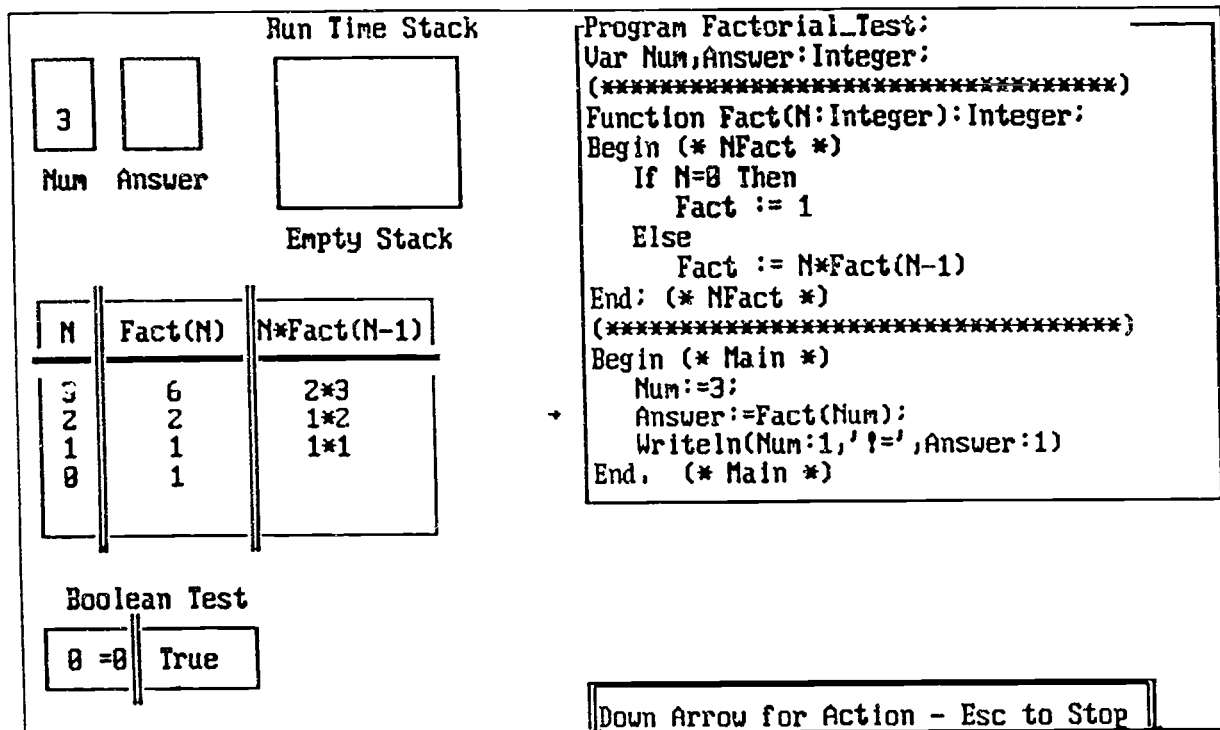 Run Time Stack
3
Num Answer
Empty Stack
N Fact(N) N*Fact(N-1)
3 6 2*3
2 2 1*2
1 1 1*1
0 1
Boolean Test
0 =0 True
Program Factorial_Test;
Var Num,Answer:Integer;
(***********************************)
Function Fact(N:Integer):Integer;
Begin (* NFact *)
If N=0 Then
Fact := 1
Else
Fact := N*Fact(N-1)
End; (* NFact *)
(***********************************)
Begin (* Main *)
Num:=3;
→ Answer:=Fact(Num);
Writeln(Num:1,'!=',Answer:1)
End. (* Main *)
Down Arrow for Action - Esc to Stop